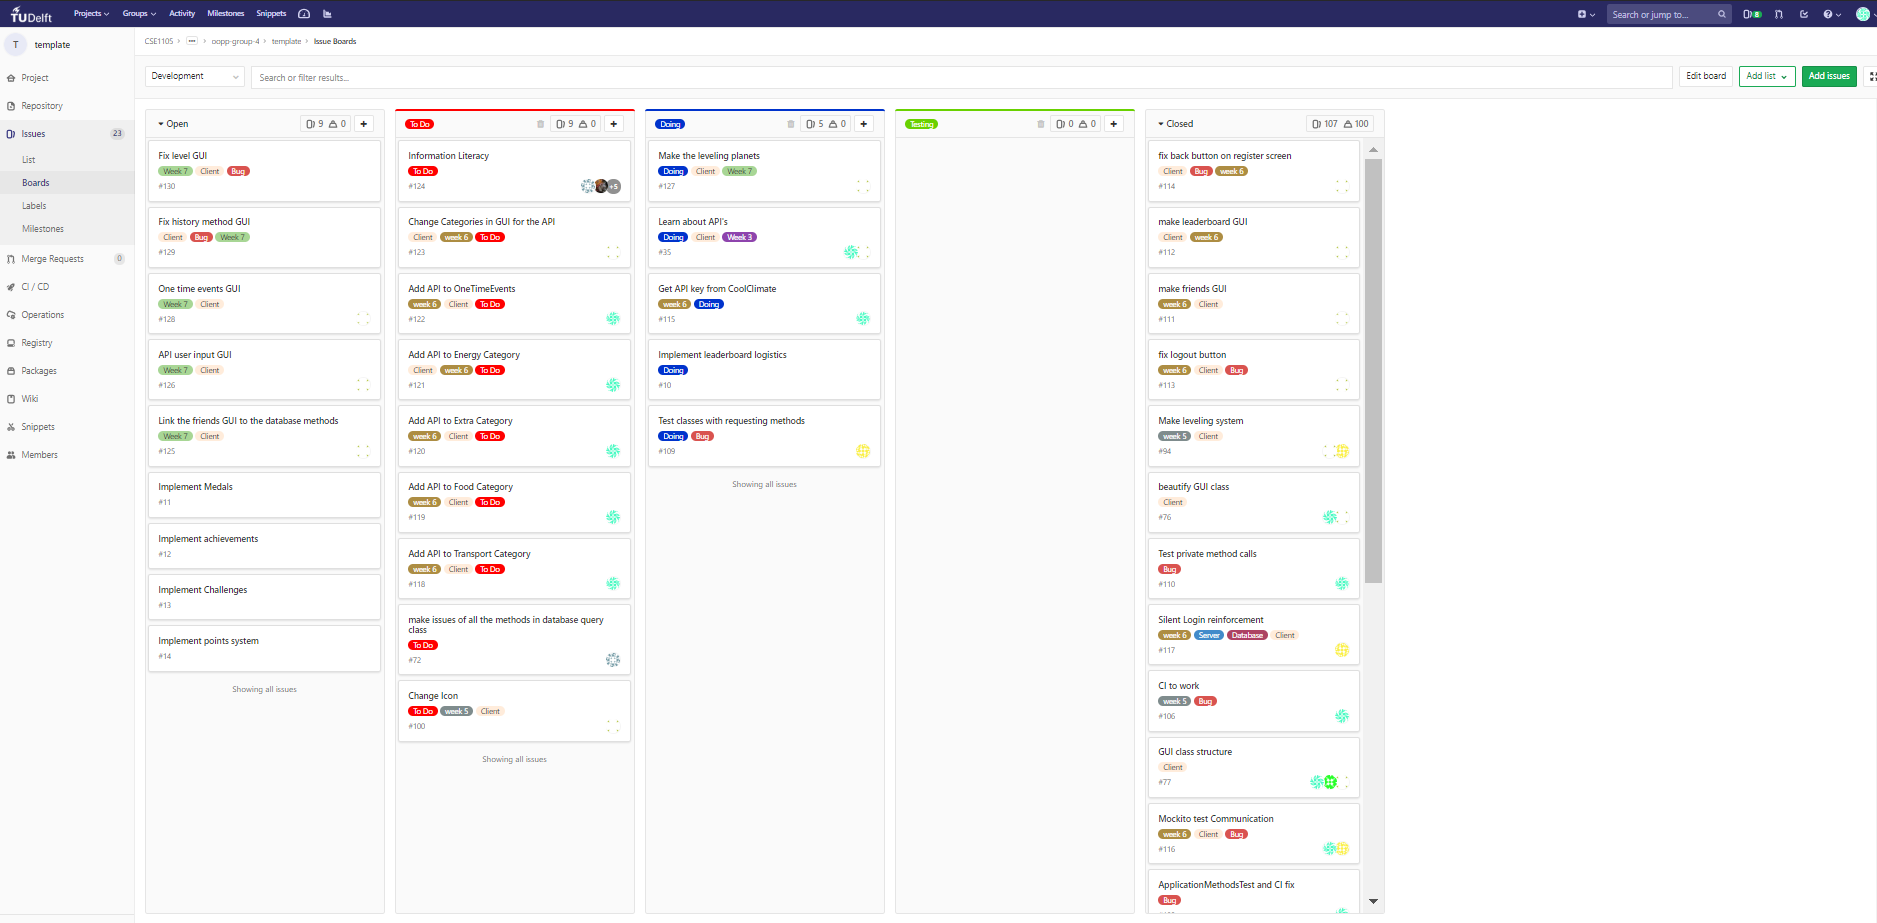 TUDelft Projects Groups Activity Milestones Snippets Search or jump to... 8
T template
CSE1105 > ... > oopp-group-4 > template > Issue Boards
Project
Repository
Issues 23
List
Boards
Labels
Milestones
Merge Requests 0
CI / CD
Operations
Registry
Packages
Wiki
Snippets
Members
Development Search or filter results... Edit board Add list Add issues
Open 9 0 +
Fix level GUI
Week 7 Client Bug
#130
Fix history method GUI
Client Bug Week 7
#129
One time events GUI
Week 7 Client
#128
API user input GUI
Week 7 Client
#126
Link the friends GUI to the database methods
Week 7 Client
#125
Implement Medals
#11
Implement achievements
#12
Implement Challenges
#13
Implement points system
#14
Showing all issues
To Do 9 0 +
Information Literacy
To Do
#124 +5
Change Categories in GUI for the API
Client week 6 To Do
#123
Add API to OneTimeEvents
week 6 Client To Do
#122
Add API to Energy Category
Client week 6 To Do
#121
Add API to Extra Category
week 6 Client To Do
#120
Add API to Food Category
week 6 Client To Do
#119
Add API to Transport Category
week 6 Client To Do
#118
make issues of all the methods in database query
class
To Do
#72
Change Icon
To Do week 5 Client
#100
Showing all issues
Doing 5 0 +
Make the leveling planets
Doing Client Week 7
#127
Learn about API's
Doing Client Week 3
#35
Get API key from CoolClimate
week 6 Doing
#115
Implement leaderboard logistics
Doing
#10
Test classes with requesting methods
Doing Bug
#109
Showing all issues
Testing 0 0 +
Closed 107 100
fix back button on register screen
Client Bug week 6
#114
make leaderboard GUI
Client week 6
#112
make friends GUI
week 6 Client
#111
fix logout button
week 6 Client Bug
#113
Make leveling system
week 5 Client
#94
beautify GUI class
Client
#76
Test private method calls
Bug
#110
Silent Login reinforcement
week 6 Server Database Client
#117
CI to work
week 5 Bug
#106
GUI class structure
Client
#77
Mockito test Communication
week 6 Client Bug
#116
ApplicationMethodsTest and CI fix
Bug